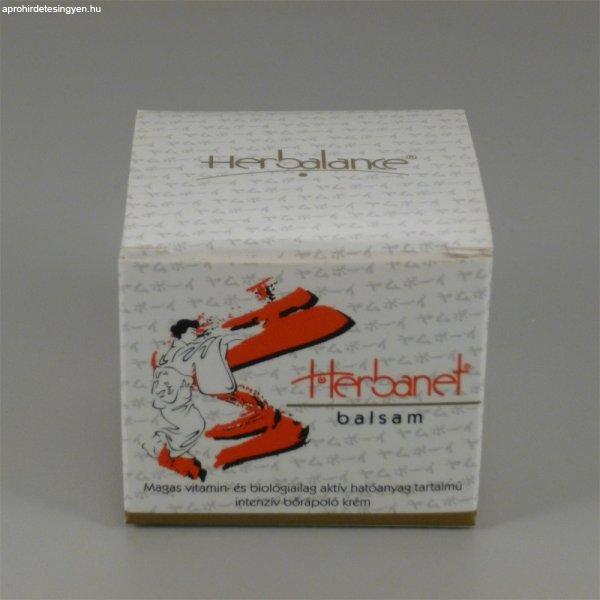 aprohirdetesingyen.hu
Herbalance®
Herbanet®
balsam
Magas vitamin- és biológiailag aktív hatóanyag tartalmú
intenzív bőrápoló krém